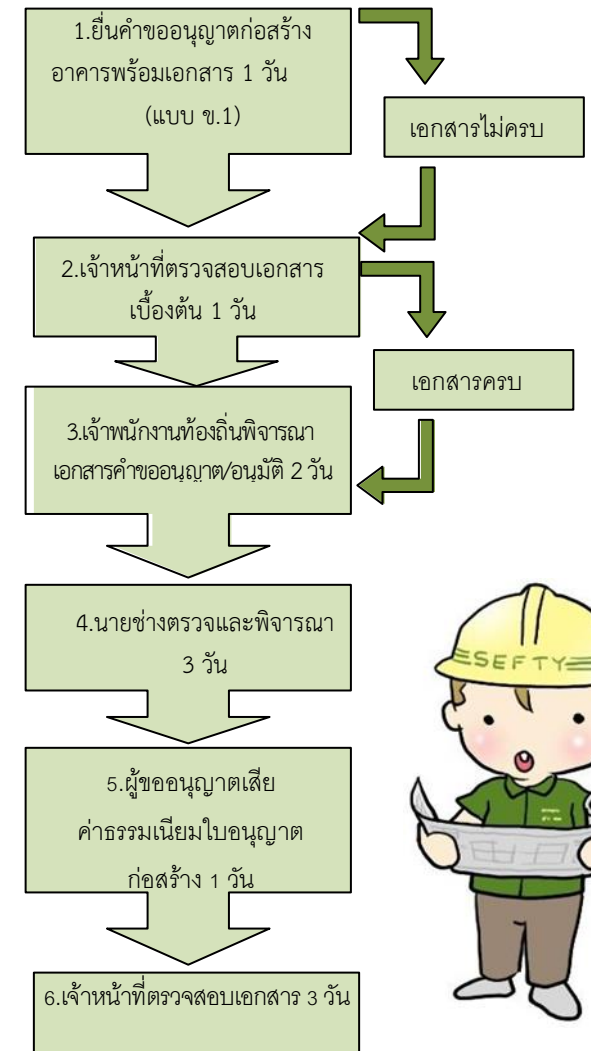 1.ยื่นคำขออนุญาตก่อสร้าง
อาคารพร้อมเอกสาร 1 วัน
(แบบ ข.1)
เอกสารไม่ครบ
2.เจ้าหน้าที่ตรวจสอบเอกสาร
เบื้องต้น 1 วัน
เอกสารครบ
3.เจ้าพนักงานท้องถิ่นพิจารณา
เอกสารคำขออนุญาต/อนุมัติ 2 วัน
4.นายช่างตรวจและพิจารณา
3 วัน
SEFTY
5.ผู้ขออนุญาตเสีย
ค่าธรรมเนียมใบอนุญาต
ก่อสร้าง 1 วัน
6.เจ้าหน้าที่ตรวจสอบเอกสาร 3 วัน